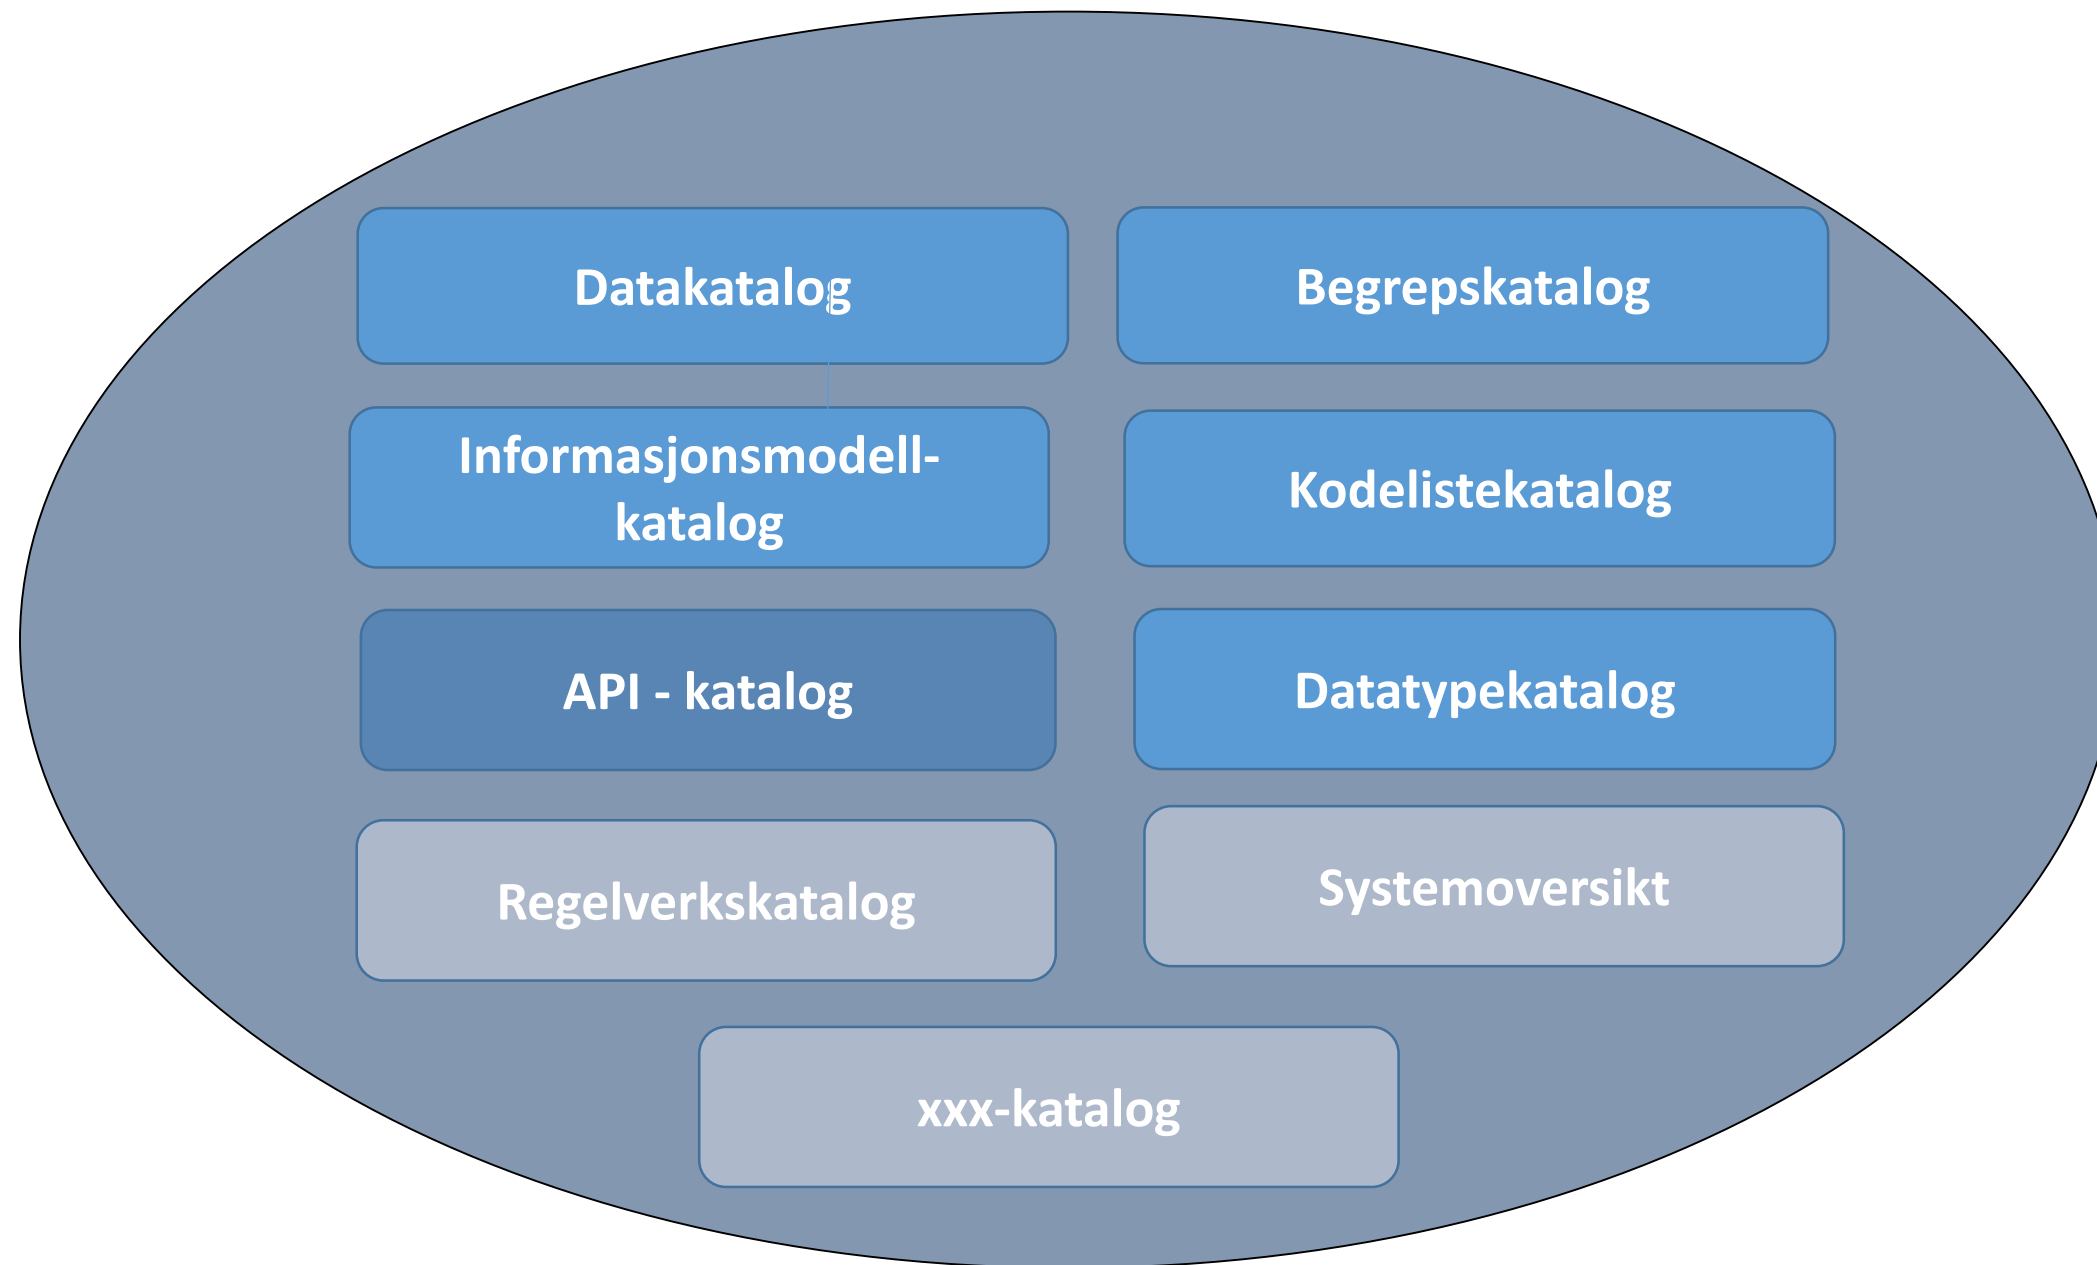 Datakatalog
Begrepskatalog
Informasjonsmodell-
katalog
Kodelistekatalog
API - katalog
Datatypekatalog
Regelverkskatalog
Systemoversikt
xxx-katalog